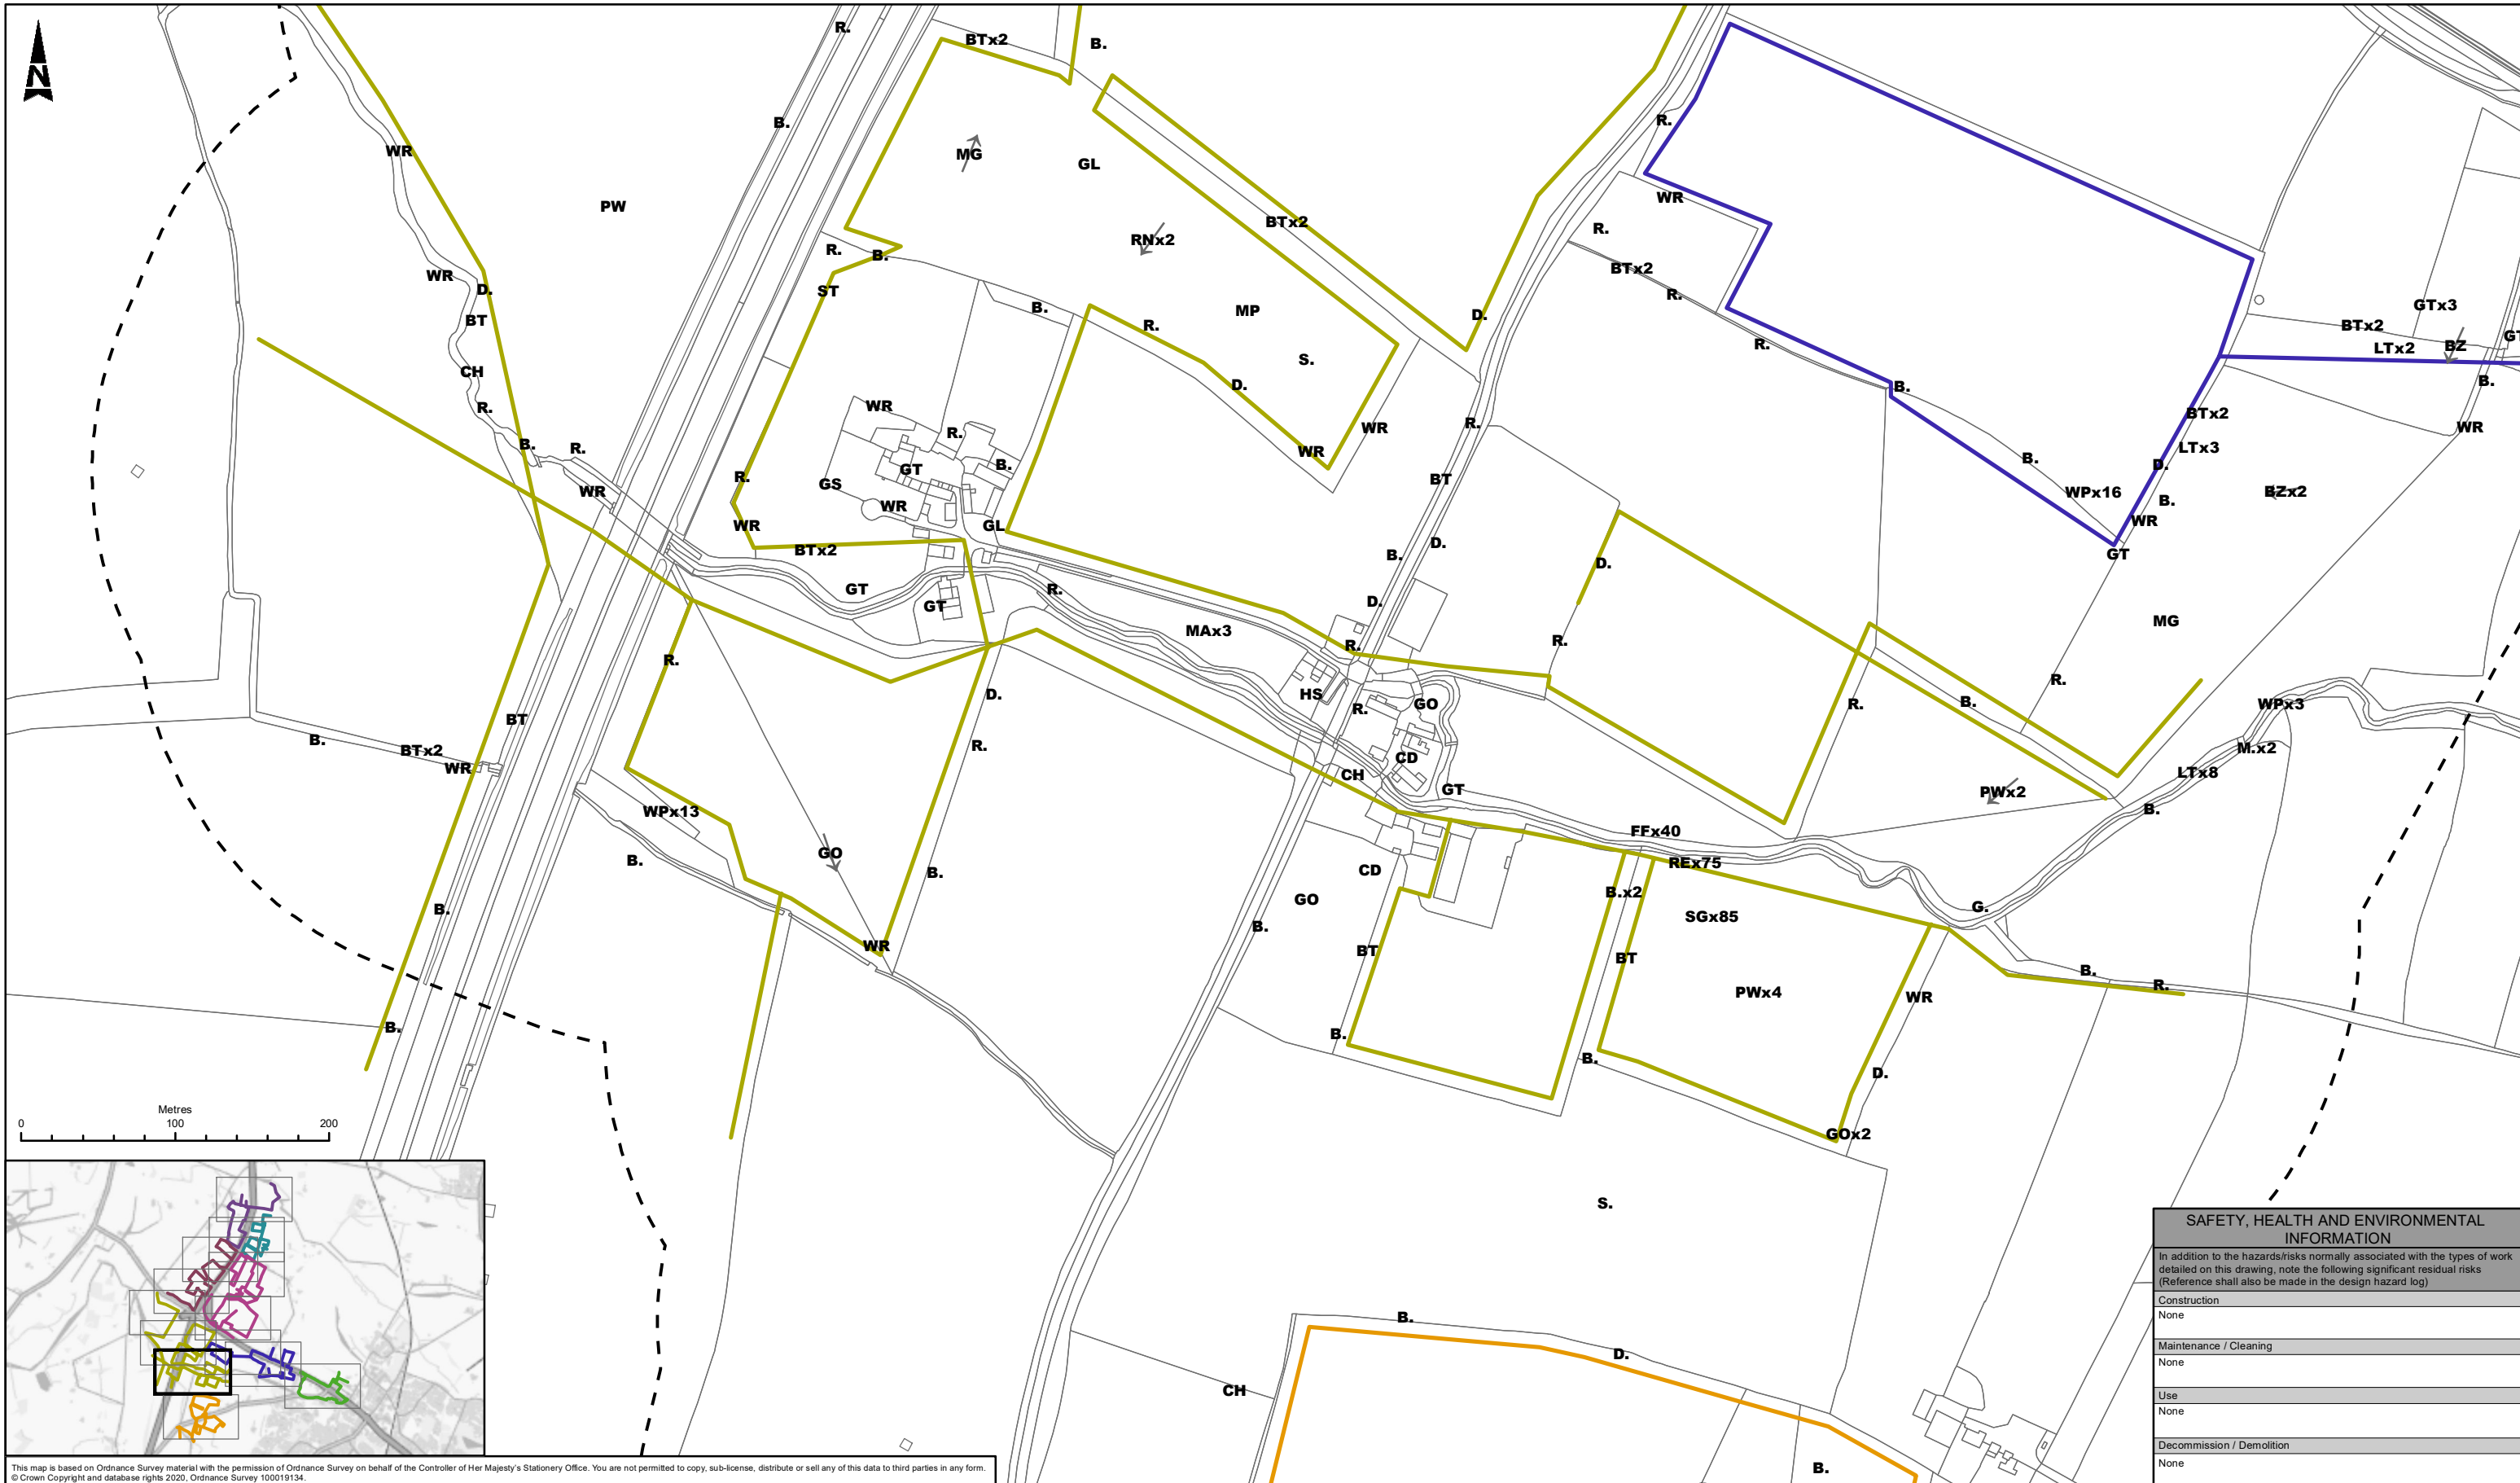 N
R.
BTx2
B.
B.
R.
WR
MG
GL
PW
WR
R.
BTx2
RNx2
R.
B.
BTx2
R.
WR
D.
ST
B.
MP
D.
GTx3
BT
R.
R.
BTx2
GT
S.
LTx2
BZ
CH
D.
B.
B.
R.
WR
BTx2
R.
WR
R.
WR
B.
R.
WR
LTx3
B.
GT
B.
D.
R.
GS
BT
WR
WPx16
BZx2
B.
WR
WR
GL
WR
BTx2
B.
D.
GT
D.
GT
R.
GT
D.
MAx3
MG
R.
R.
R.
R.
D.
HS
GO
R.
B.
WPx3
BT
R.
B.
BTx2
R.
M.x2
WR
CD
CH
LTx8
GT
PWx2
WPx13
B.
FFx40
GO
B.
REx75
B.
CD
B.x2
GO
G.
B.
SGx85
B.
WR
BT
BT
B.
R.
PWx4
WR
B.
B.
B.
D.
GOx2
S.
B.
D.
CH
B.
Metres
0
100
200
SAFETY, HEALTH AND ENVIRONMENTAL
INFORMATION
In addition to the hazards/risks normally associated with the types of work
detailed on this drawing, note the following significant residual risks
(Reference shall also be made in the design hazard log)
Construction
None
Maintenance / Cleaning
None
Use
None
Decommission / Demolition
None
This map is based on Ordnance Survey material with the permission of Ordnance Survey on behalf of the Controller of Her Majesty's Stationery Office. You are not permitted to copy, sub-license, distribute or sell any of this data to third parties in any form.
© Crown Copyright and database rights 2020, Ordnance Survey 100019134.